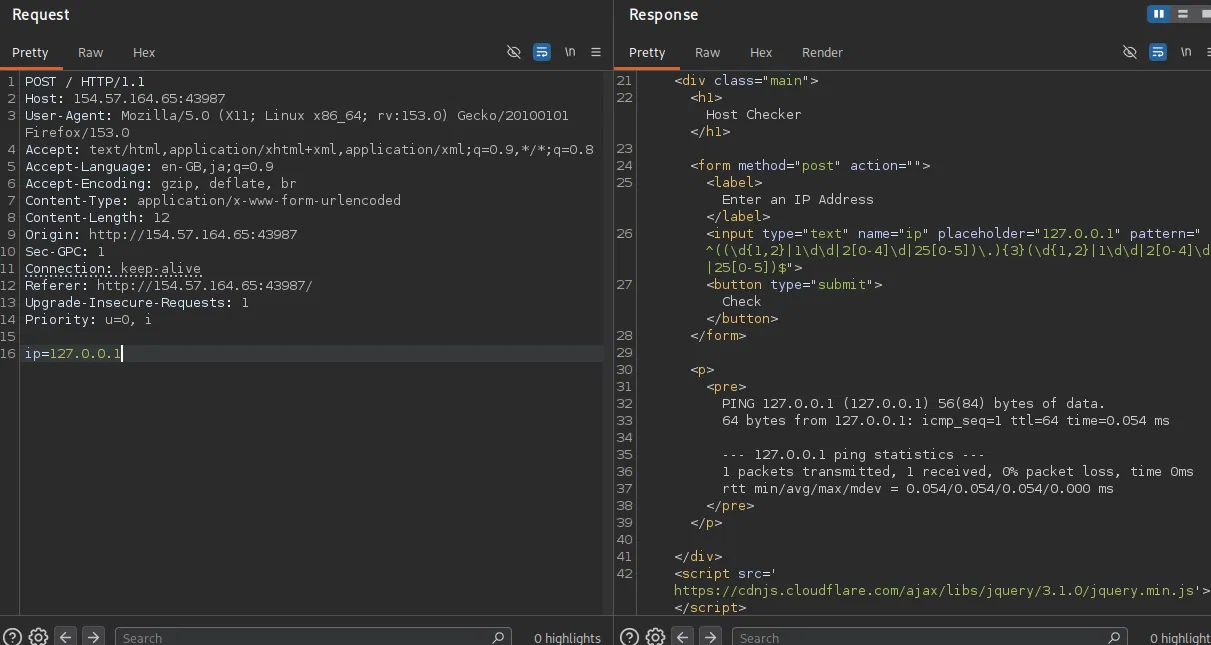 Request
Pretty Raw Hex
\n
1 POST / HTTP/1.1
2 Host: 154.57.164.65:43987
3 User-Agent: Mozilla/5.0 (X11; Linux x86_64; rv:153.0) Gecko/20100101
Firefox/153.0
4 Accept: text/html,application/xhtml+xml,application/xml;q=0.9,*/*;q=0.8
5 Accept-Language: en-GB,ja;q=0.9
6 Accept-Encoding: gzip, deflate, br
7 Content-Type: application/x-www-form-urlencoded
8 Content-Length: 12
9 Origin: http://154.57.164.65:43987
10 Sec-GPC: 1
11 Connection: keep-alive
12 Referer: http://154.57.164.65:43987/
13 Upgrade-Insecure-Requests: 1
14 Priority: u=0, i
15
16 ip=127.0.0.1
Search
0 highlights
Response
Pretty Raw Hex Render
\n
21 <div class="main">
22 <h1>
Host Checker
</h1>
23
24 <form method="post" action="">
25 <label>
Enter an IP Address
</label>
26 <input type="text" name="ip" placeholder="127.0.0.1" pattern="
^((\d{1,2}|1\d\d|2[0-4]\d|25[0-5])\.){3}(\d{1,2}|1\d\d|2[0-4]\d
|25[0-5])$">
27 <button type="submit">
Check
</button>
28 </form>
29
30 <p>
31 <pre>
32 PING 127.0.0.1 (127.0.0.1) 56(84) bytes of data.
33 64 bytes from 127.0.0.1: icmp_seq=1 ttl=64 time=0.054 ms
34
35 --- 127.0.0.1 ping statistics ---
36 1 packets transmitted, 1 received, 0% packet loss, time 0ms
37 rtt min/avg/max/mdev = 0.054/0.054/0.054/0.000 ms
38 </pre>
39 </p>
40
41 </div>
42 <script src='
https://cdnjs.cloudflare.com/ajax/libs/jquery/3.1.0/jquery.min.js'>
</script>
Search
0 highlight